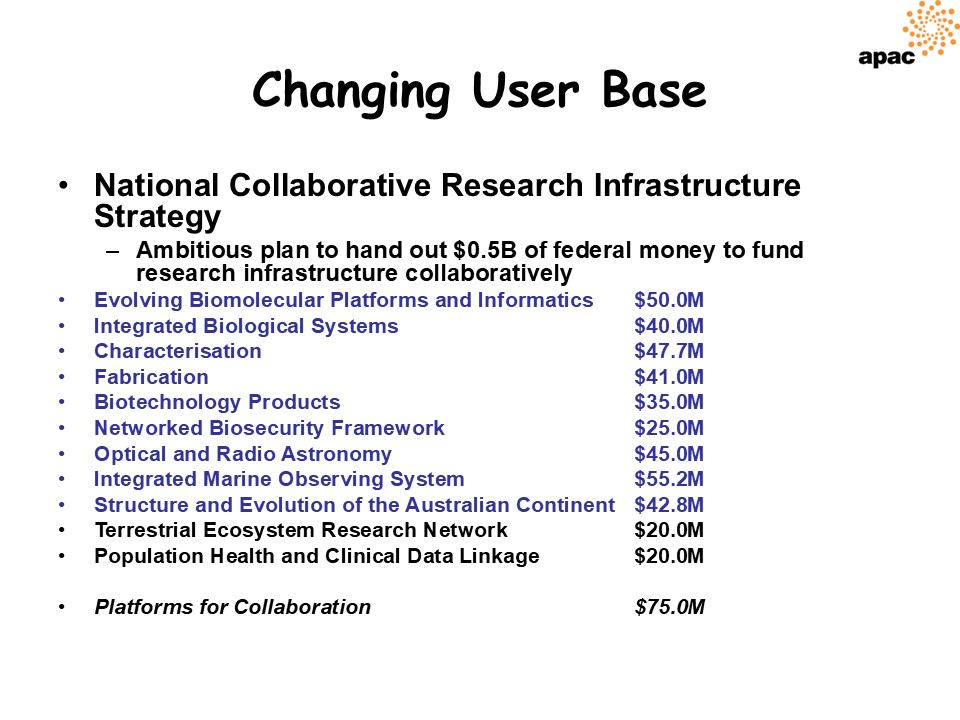 apac
Changing User Base
• National Collaborative Research Infrastructure
Strategy
– Ambitious plan to hand out $0.5B of federal money to fund
research infrastructure collaboratively
• Evolving Biomolecular Platforms and Informatics $50.0M
• Integrated Biological Systems $40.0M
• Characterisation $47.7M
• Fabrication $41.0M
• Biotechnology Products $35.0M
• Networked Biosecurity Framework $25.0M
• Optical and Radio Astronomy $45.0M
• Integrated Marine Observing System $55.2M
• Structure and Evolution of the Australian Continent $42.8M
• Terrestrial Ecosystem Research Network $20.0M
• Population Health and Clinical Data Linkage $20.0M
• Platforms for Collaboration $75.0M